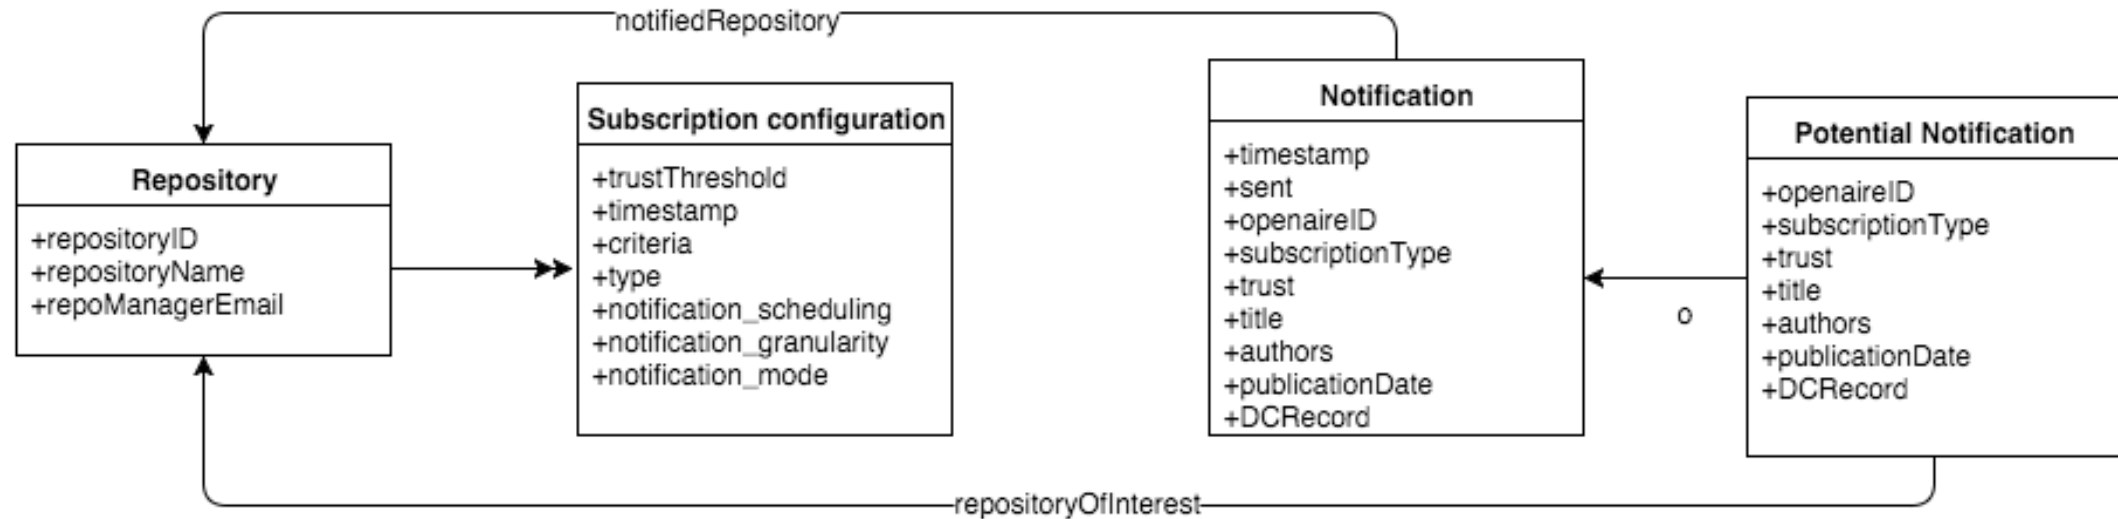 notifiedRepository
Repository
+repositoryID
+repositoryName
+repoManagerEmail
Subscription configuration
+trustThreshold
+timestamp
+criteria
+type
+notification_scheduling
+notification_granularity
+notification_mode
Notification
+timestamp
+sent
+openaireID
+subscriptionType
+trust
+title
+authors
+publicationDate
+DCRecord
o
Potential Notification
+openaireID
+subscriptionType
+trust
+title
+authors
+publicationDate
+DCRecord
repositoryOfInterest